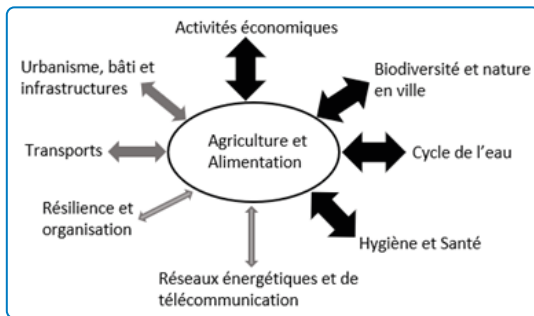 Activités économiques
Urbanisme, bâti et
infrastructures
Biodiversité et nature
en ville
Agriculture et
Alimentation
Transports
Cycle de l'eau
Résilience et
organisation
Hygiène et Santé
Réseaux énergétiques et de
télécommunication